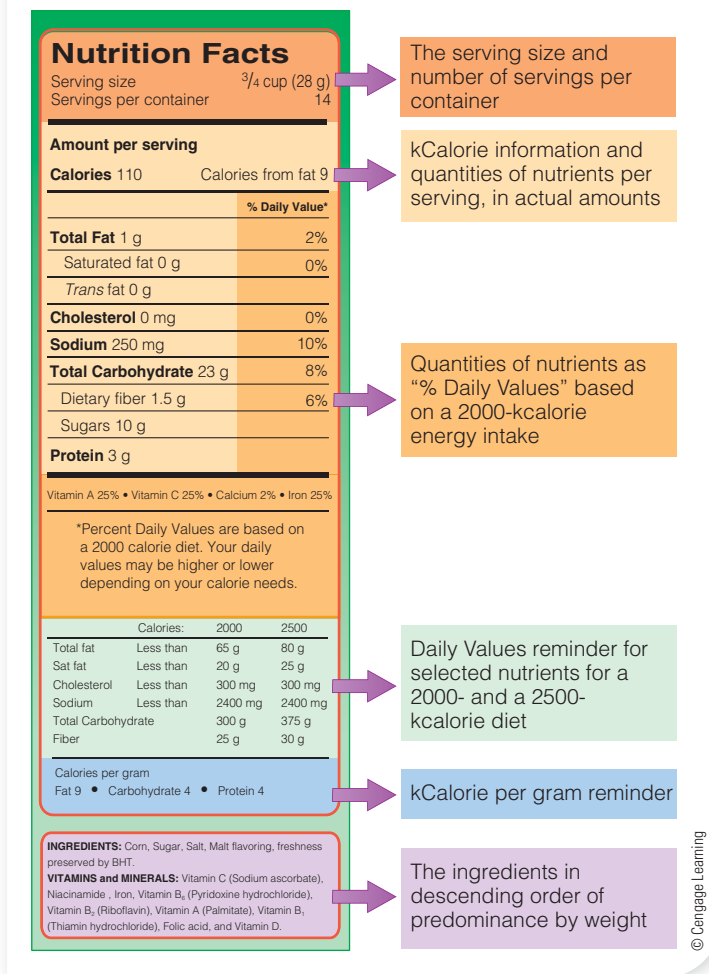 Nutrition Facts
Serving size 3/4 cup (28 g)
Servings per container 14
Amount per serving
Calories 110 Calories from fat 9
% Daily Value*
Total Fat 1 g 2%
Saturated fat 0 g 0%
Trans fat 0 g
Cholesterol 0 mg 0%
Sodium 250 mg 10%
Total Carbohydrate 23 g 8%
Dietary fiber 1.5 g 6%
Sugars 10 g
Protein 3 g
Vitamin A 25% • Vitamin C 25% • Calcium 2% • Iron 25%
*Percent Daily Values are based on
a 2000 calorie diet. Your daily
values may be higher or lower
depending on your calorie needs.
Calories: 2000 2500
Total fat Less than 65 g 80 g
Sat fat Less than 20 g 25 g
Cholesterol Less than 300 mg 300 mg
Sodium Less than 2400 mg 2400 mg
Total Carbohydrate 300 g 375 g
Fiber 25 g 30 g
Calories per gram
Fat 9 • Carbohydrate 4 • Protein 4
INGREDIENTS: Corn, Sugar, Salt, Malt flavoring, freshness
preserved by BHT.
VITAMINS and MINERALS: Vitamin C (Sodium ascorbate),
Niacinamide , Iron, Vitamin B₆ (Pyridoxine hydrochloride),
Vitamin B₂ (Riboflavin), Vitamin A (Palmitate), Vitamin B₁
(Thiamin hydrochloride), Folic acid, and Vitamin D.
The serving size and
number of servings per
container
kCalorie information and
quantities of nutrients per
serving, in actual amounts
Quantities of nutrients as
“% Daily Values” based
on a 2000-kcalorie
energy intake
Daily Values reminder for
selected nutrients for a
2000- and a 2500-
kcalorie diet
kCalorie per gram reminder
The ingredients in
descending order of
predominance by weight
© Cengage Learning